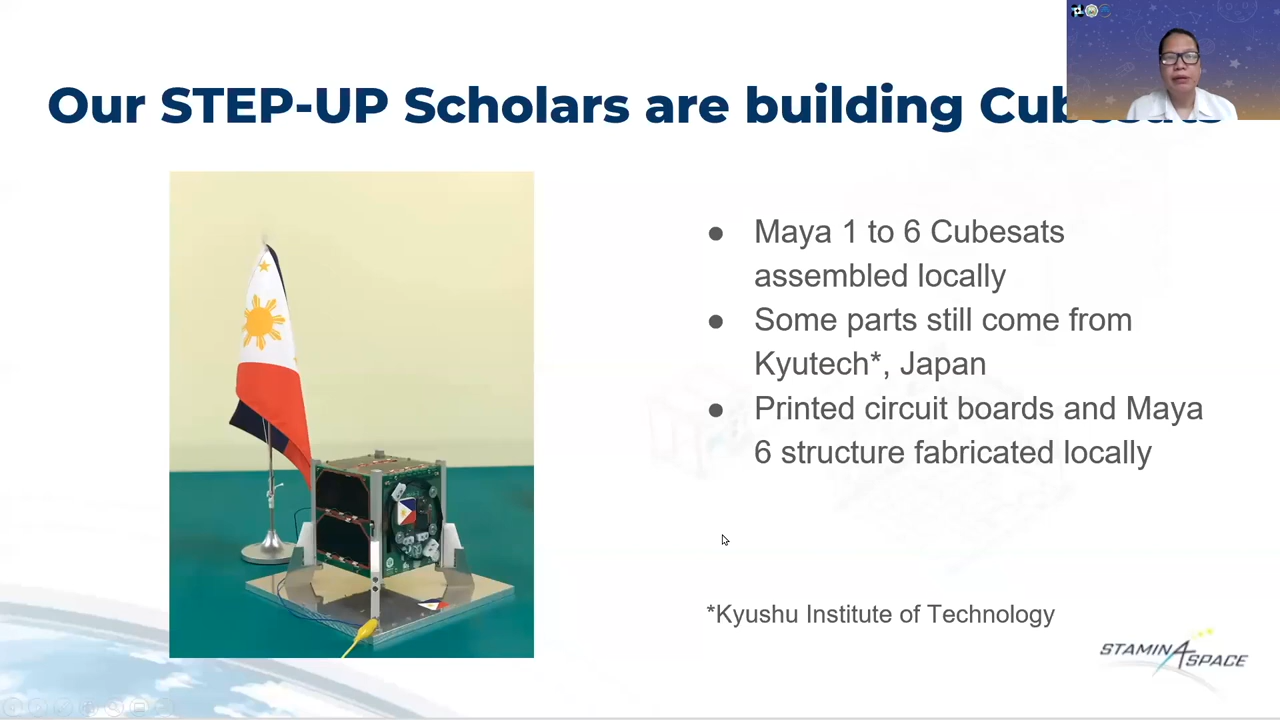 Our STEP-UP Scholars are building Cubesats
● Maya 1 to 6 Cubesats
assembled locally
● Some parts still come from
Kyutech*, Japan
● Printed circuit boards and Maya
6 structure fabricated locally
*Kyushu Institute of Technology
STAMINA4SPACE